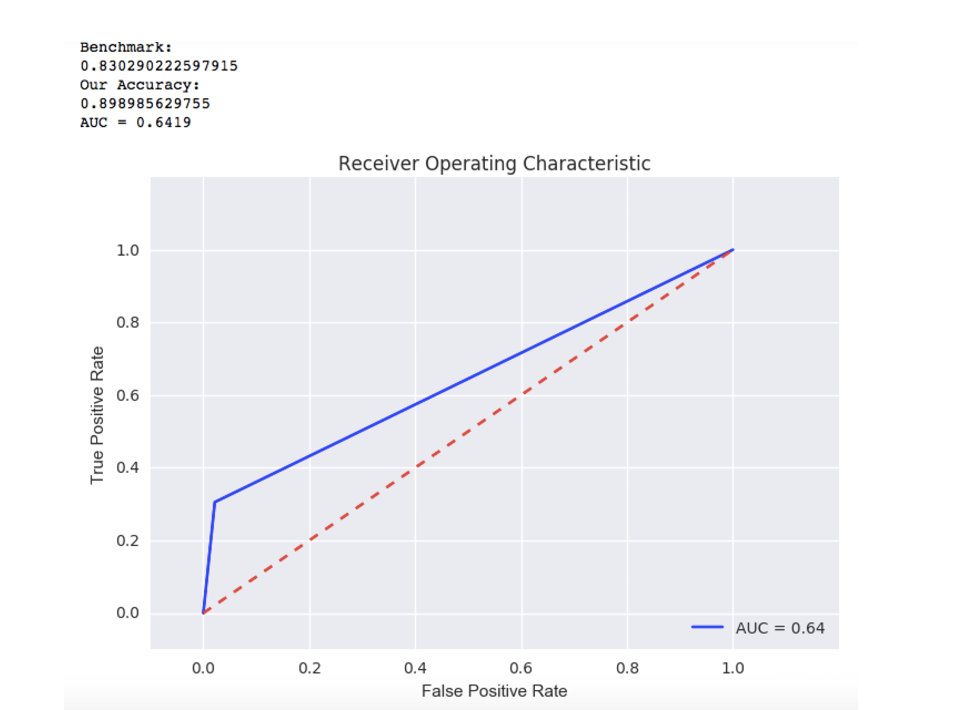 Benchmark:
0.830290222597915
Our Accuracy:
0.898985629755
AUC = 0.6419
Receiver Operating Characteristic
True Positive Rate
1.0
0.8
0.6
0.4
0.2
0.0
AUC = 0.64
0.0 0.2 0.4 0.6 0.8 1.0
False Positive Rate